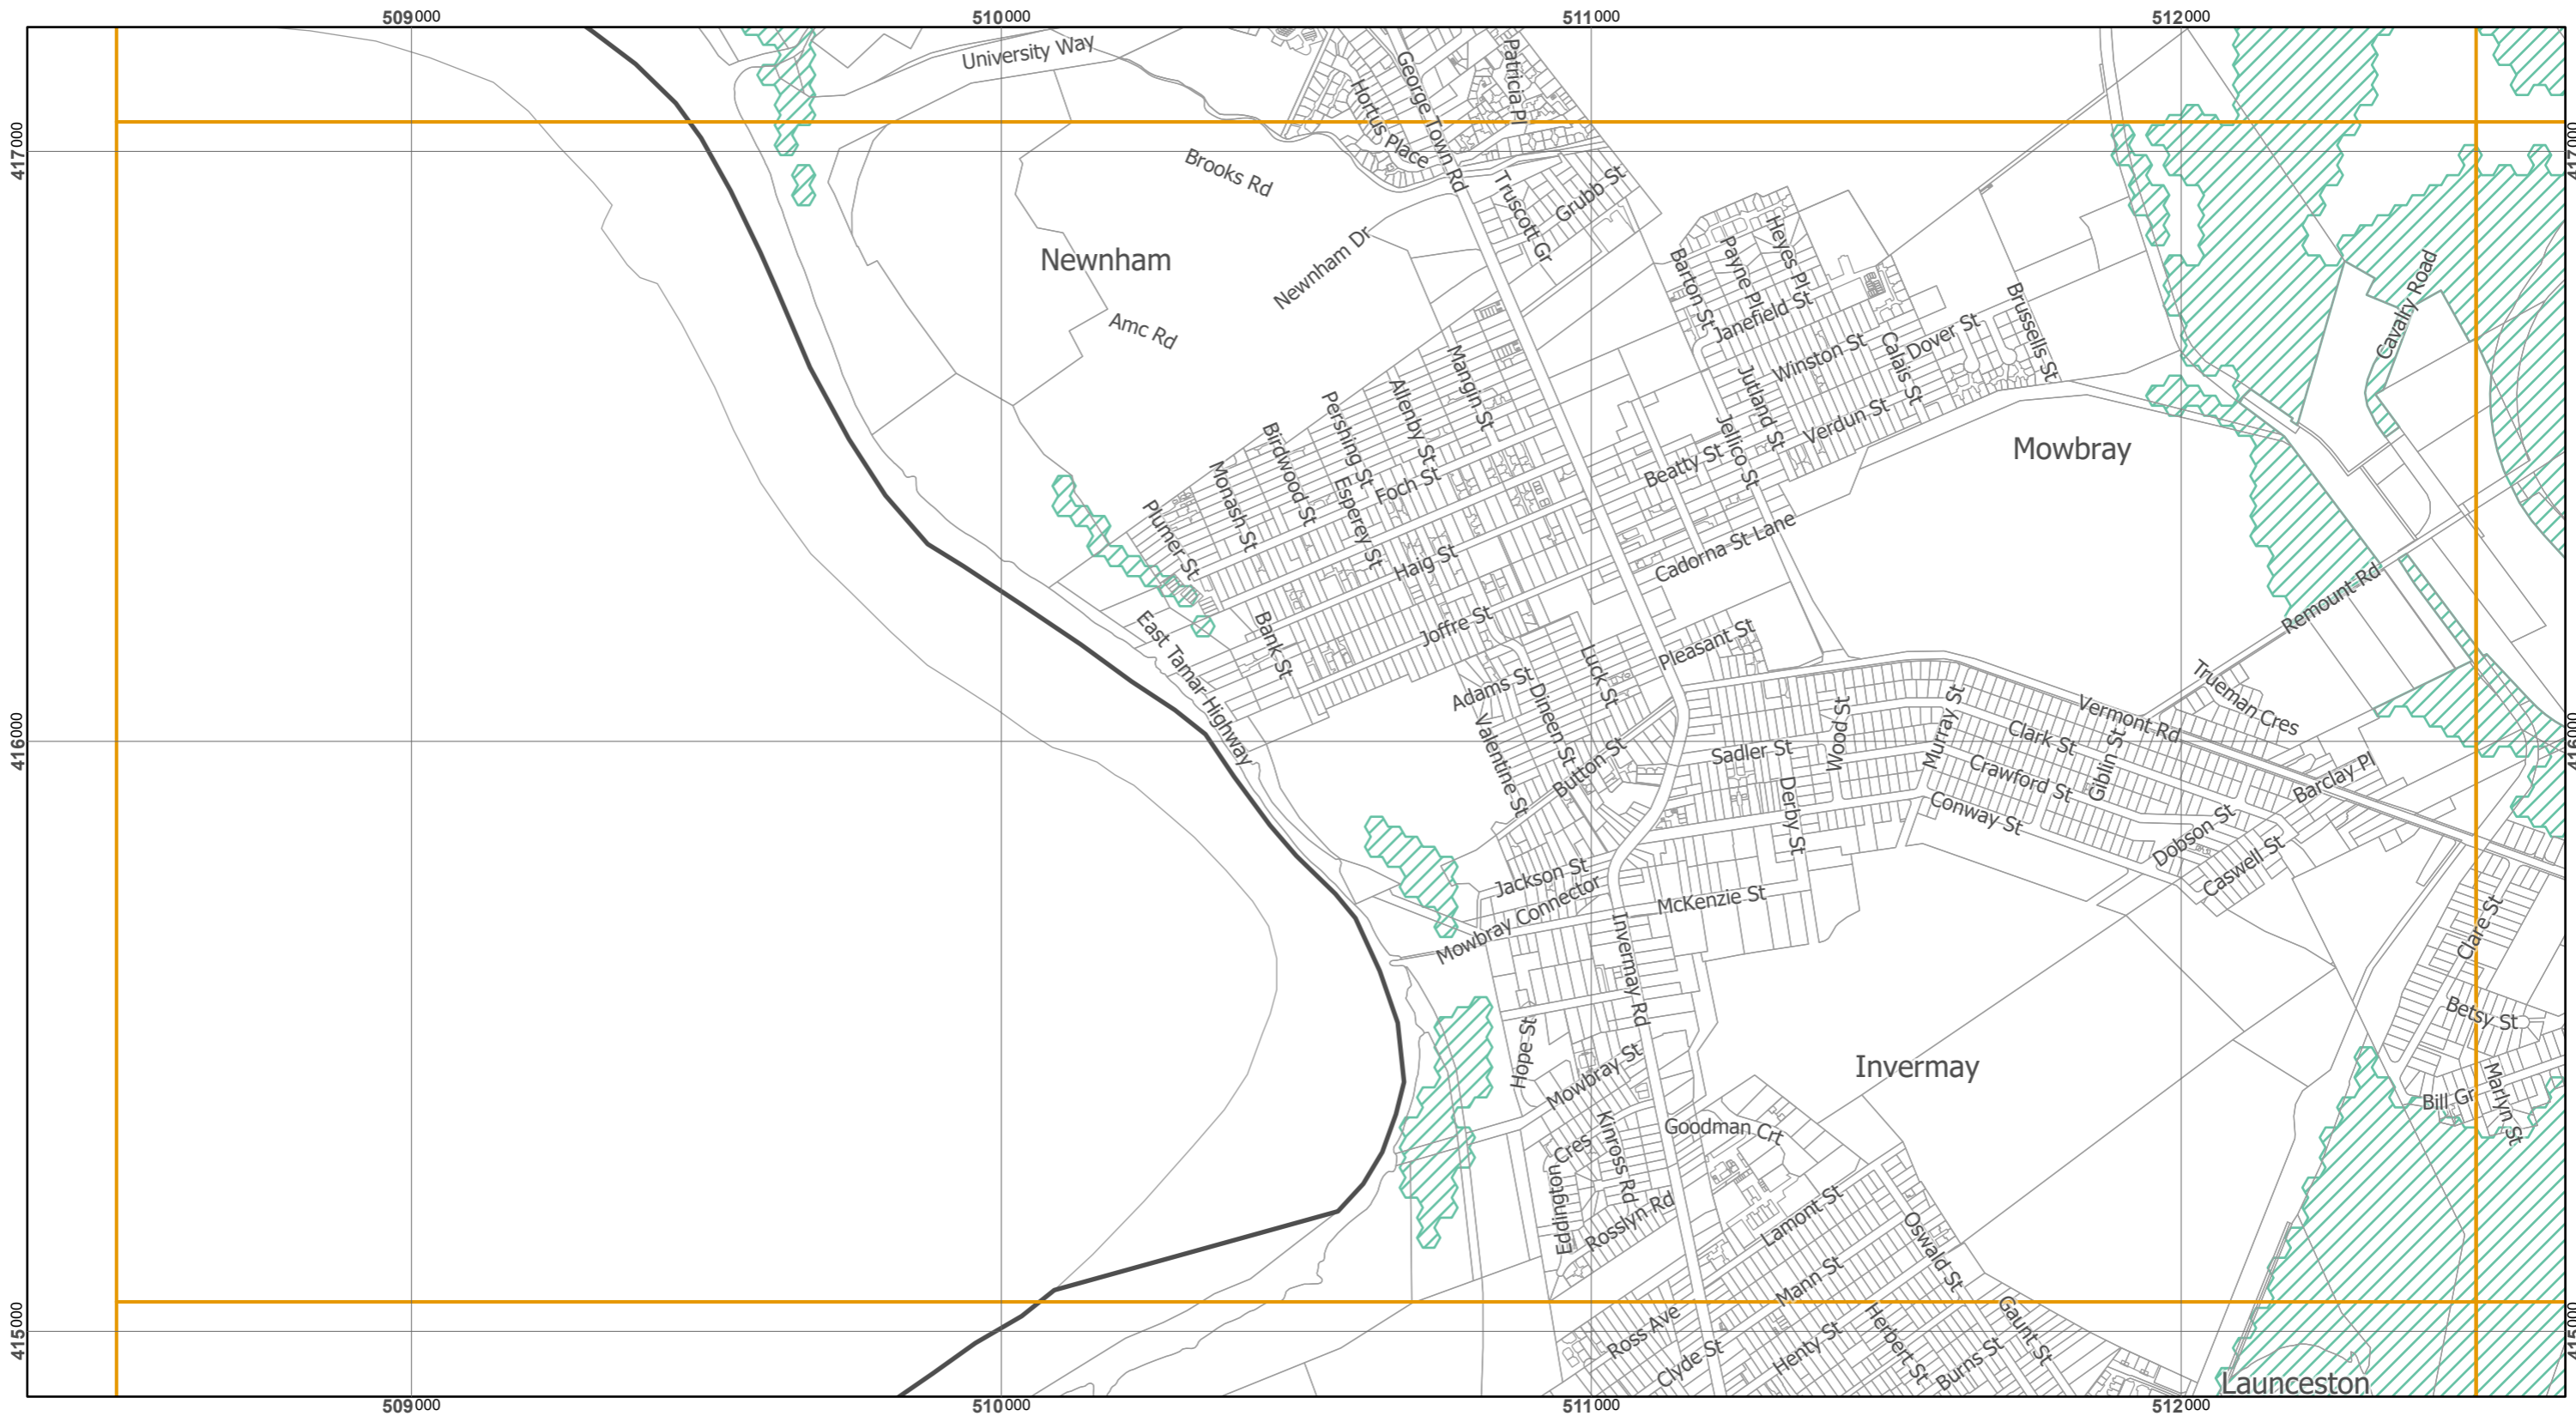 509000
510000
511000
512000
University Way
George Town Rd
Patricia Pl
Hortus Place
417000
417000
Brooks Rd
Truscott Gr
Grubb St
Newnham
Newnham Dr
Amc Rd
Barton St
Payne Pl
Heyes Pl
Janefield St
Winston St
Calais St
Dover St
Brussells St
Cavalry Road
Mangin St
Allenby St
Pershing St
Birdwood St
Monash St
Plumer St
Esperey St
Foch St
Haig St
Jutland St
Jellico St
Verdun St
Beatty St
Mowbray
Cadorna St Lane
Remount Rd
East Tamar Highway
Bank St
Joffre St
Pleasant St
Luck St
Adams St
Dineen St
Valentine St
Button St
416000
416000
Sadler St
Wood St
Derby St
Murray St
Clark St
Crawford St
Conway St
Giblin St
Vermont Rd
Trueman Cres
Barclay Pl
Dobson St
Caswell St
Jackson St
Mowbray Connector
McKenzie St
Invermay Rd
Clare St
Betsy St
Hope St
Mowbray St
Invermay
Marlyn St
Bill Gr
Goodman Crt
Kinross Rd
Eddington Cres
Rosslyn Rd
Lamont St
Oswald St
Mann St
415000
415000
Ross Ave
Clyde St
Henty St
Herbert St
Burns St
Gaunt St
Launceston
509000
510000
511000
512000